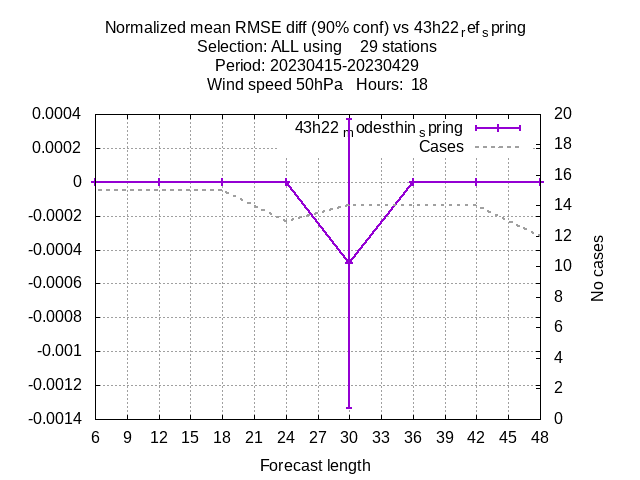 Normalized mean RMSE diff (90% conf) vs 43h22refspring
Selection: ALL using 29 stations
Period: 20230415-20230429
Wind speed 50hPa Hours: 18
43h22modesthinspring
Cases
0.0004
0.0002
0
-0.0002
-0.0004
-0.0006
-0.0008
-0.001
-0.0012
-0.0014
20
18
16
14
12
10
8
6
4
2
0
No cases
6 9 12 15 18 21 24 27 30 33 36 39 42 45 48
Forecast length